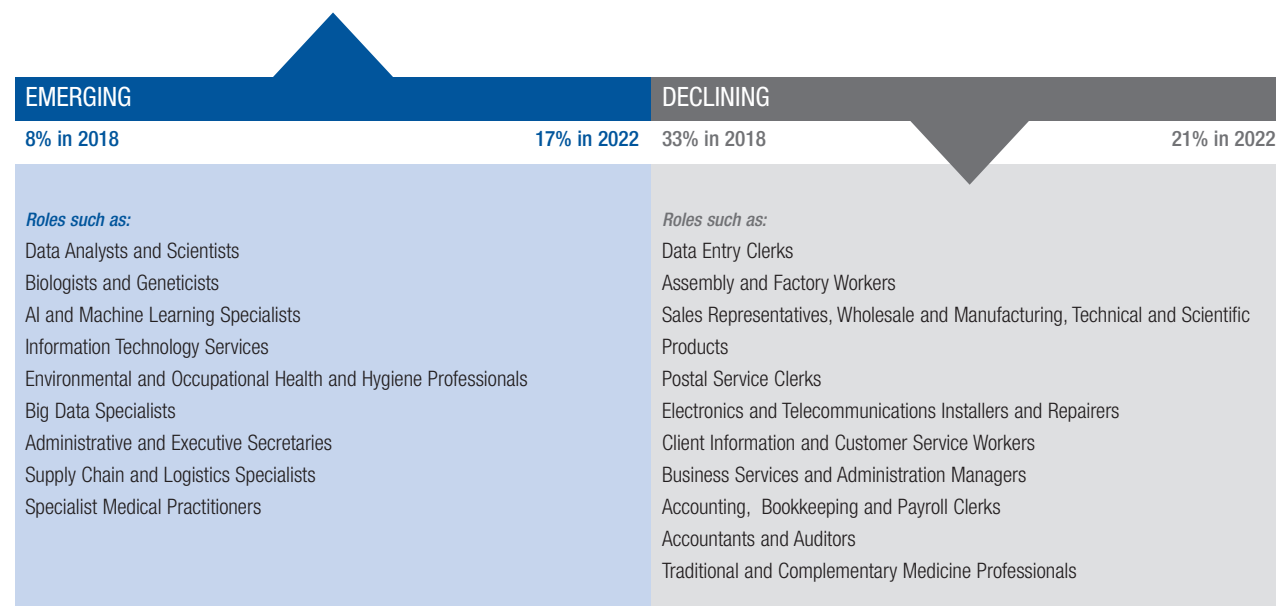 EMERGING
8% in 2018
17% in 2022
Roles such as:
Data Analysts and Scientists
Biologists and Geneticists
AI and Machine Learning Specialists
Information Technology Services
Environmental and Occupational Health and Hygiene Professionals
Big Data Specialists
Administrative and Executive Secretaries
Supply Chain and Logistics Specialists
Specialist Medical Practitioners
DECLINING
33% in 2018
21% in 2022
Roles such as:
Data Entry Clerks
Assembly and Factory Workers
Sales Representatives, Wholesale and Manufacturing, Technical and Scientific
Products
Postal Service Clerks
Electronics and Telecommunications Installers and Repairers
Client Information and Customer Service Workers
Business Services and Administration Managers
Accounting, Bookkeeping and Payroll Clerks
Accountants and Auditors
Traditional and Complementary Medicine Professionals